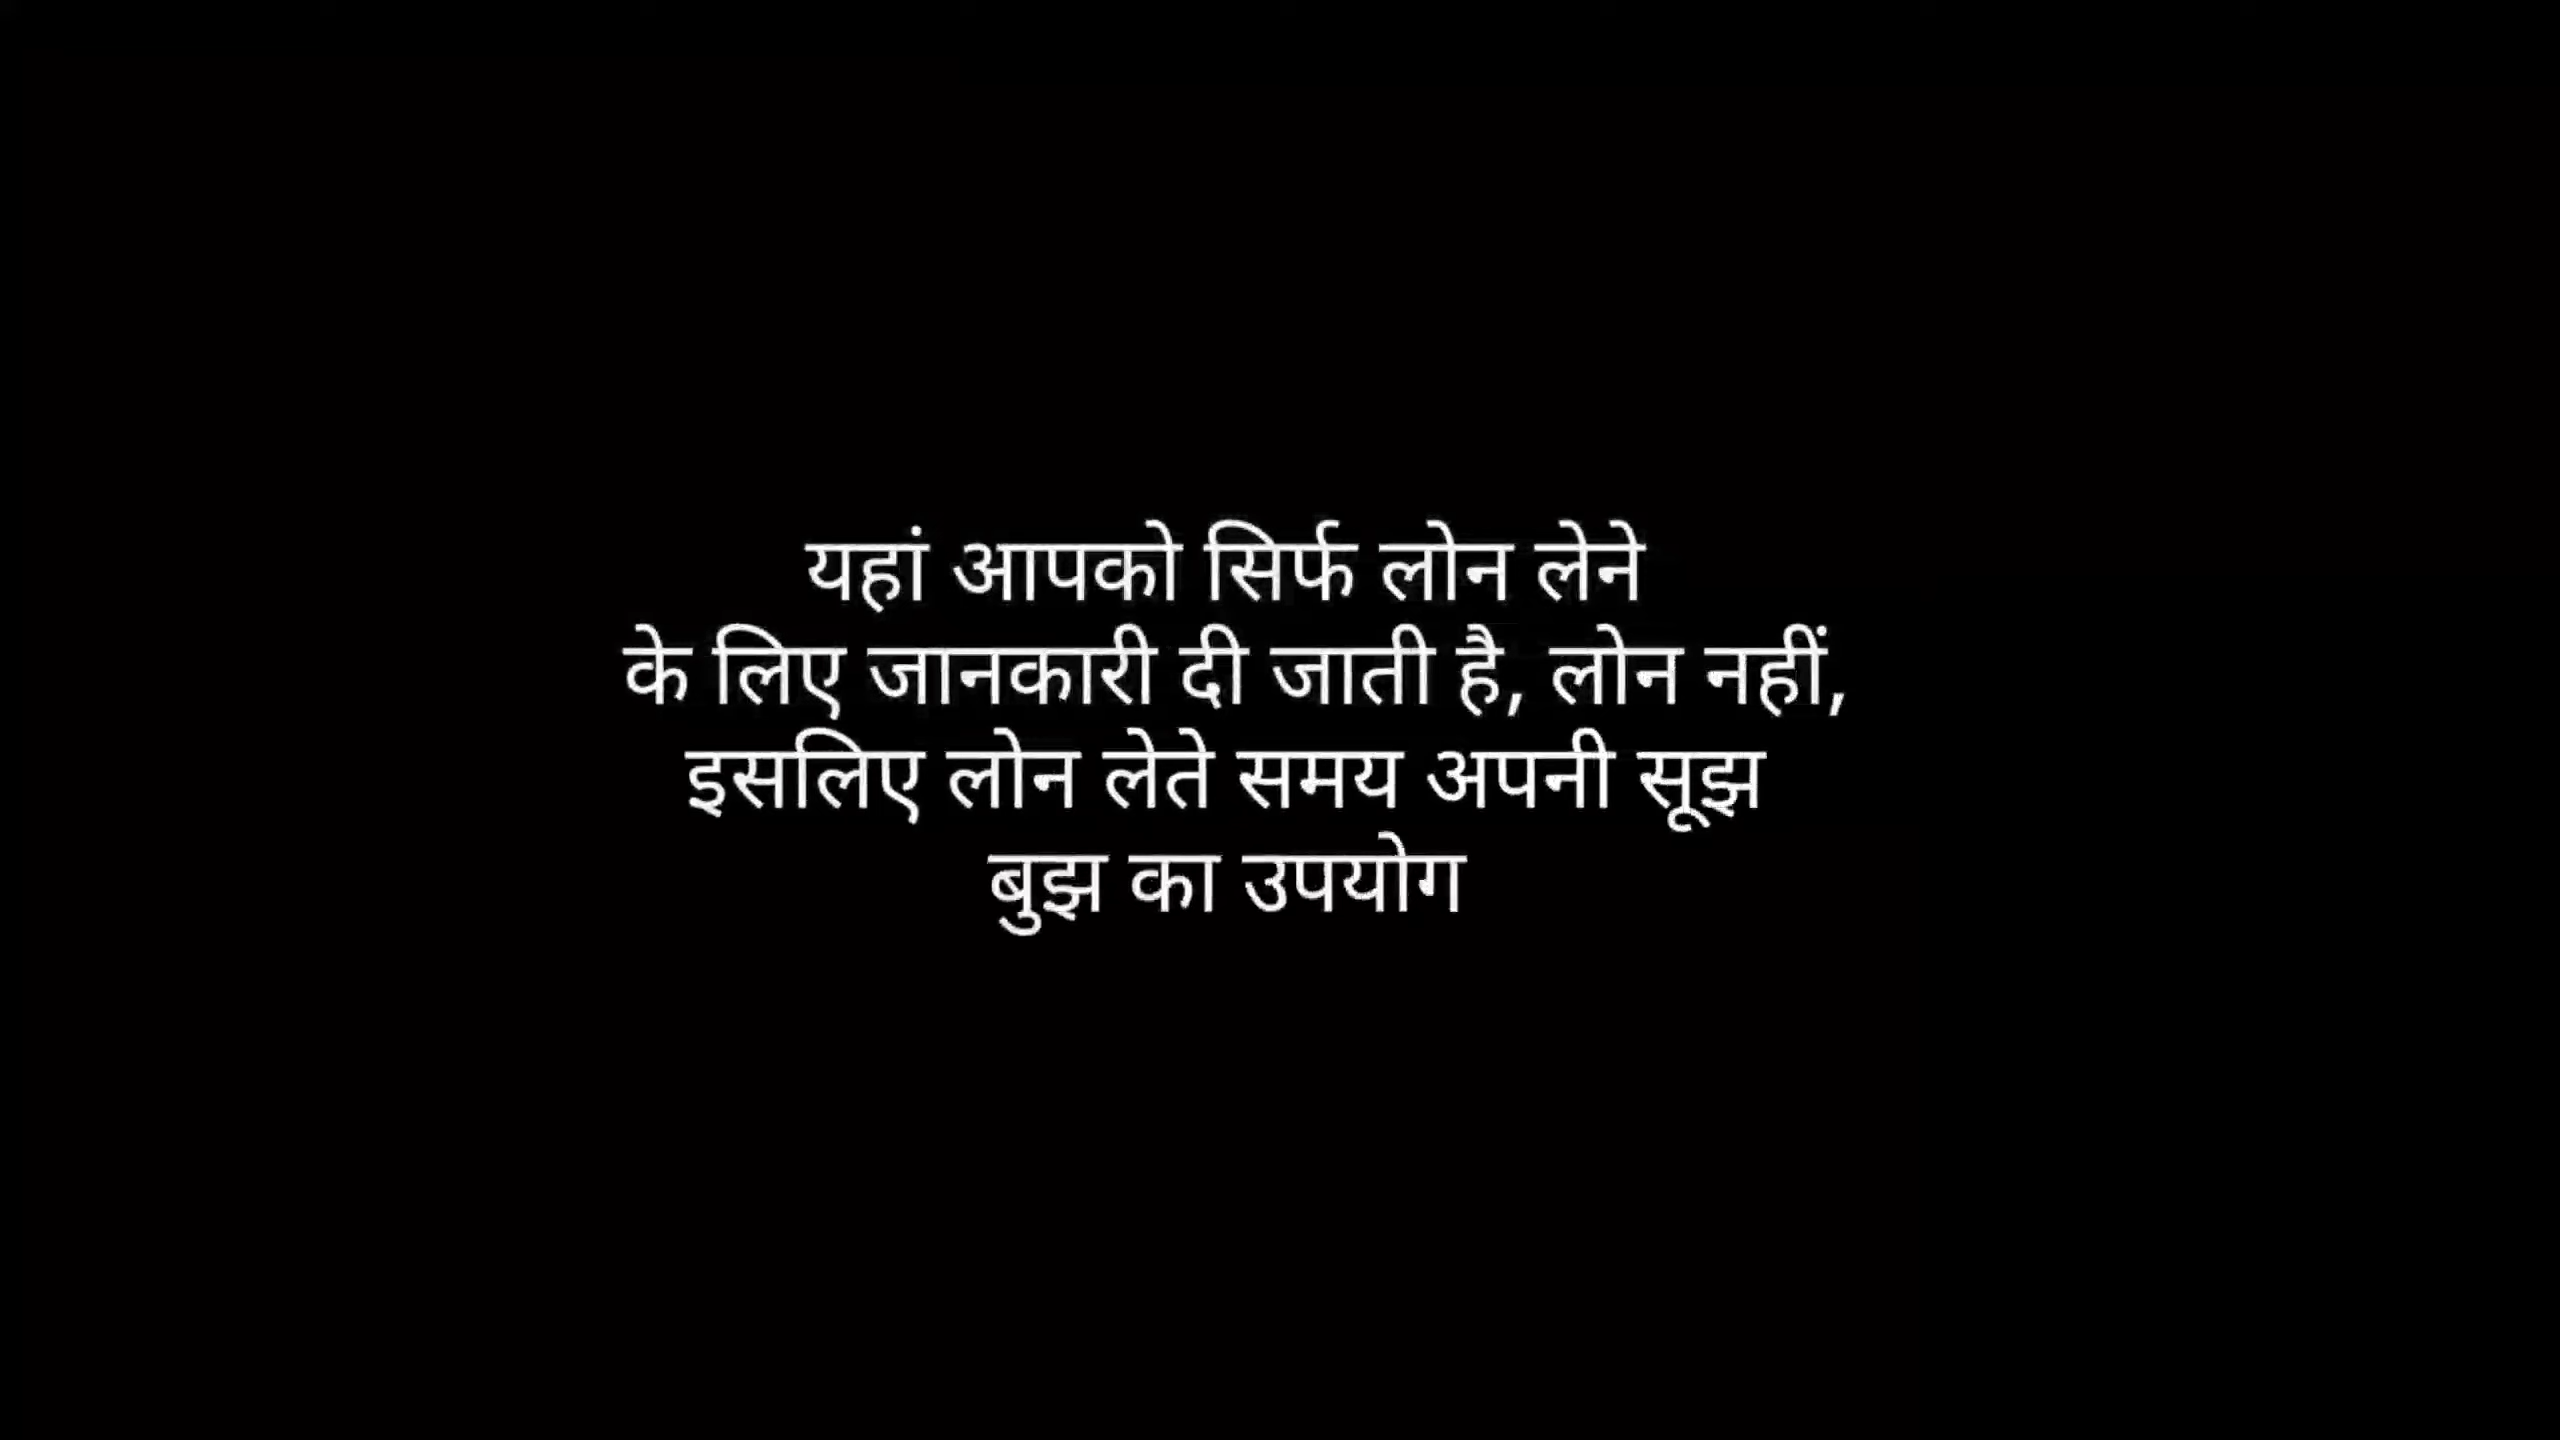 यहां आपको सिर्फ लोन लेने
के लिए जानकारी दी जाती है, लोन नहीं,
इसलिए लोन लेते समय अपनी सूझ
बुझ का उपयोग